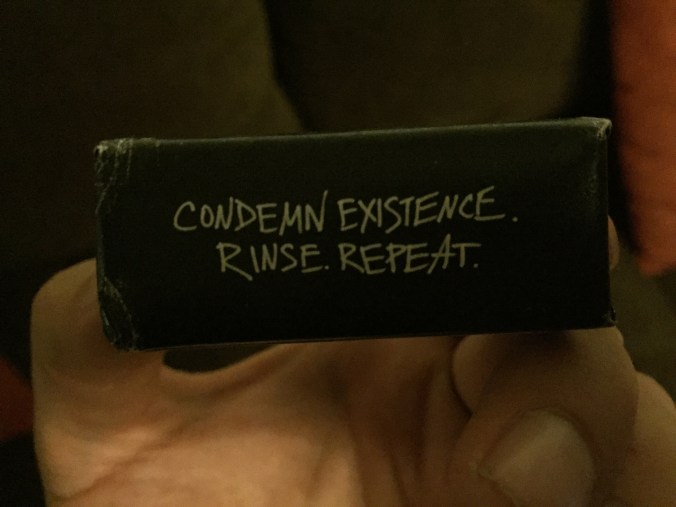 CONDEMN EXISTENCE.
RINSE. REPEAT.